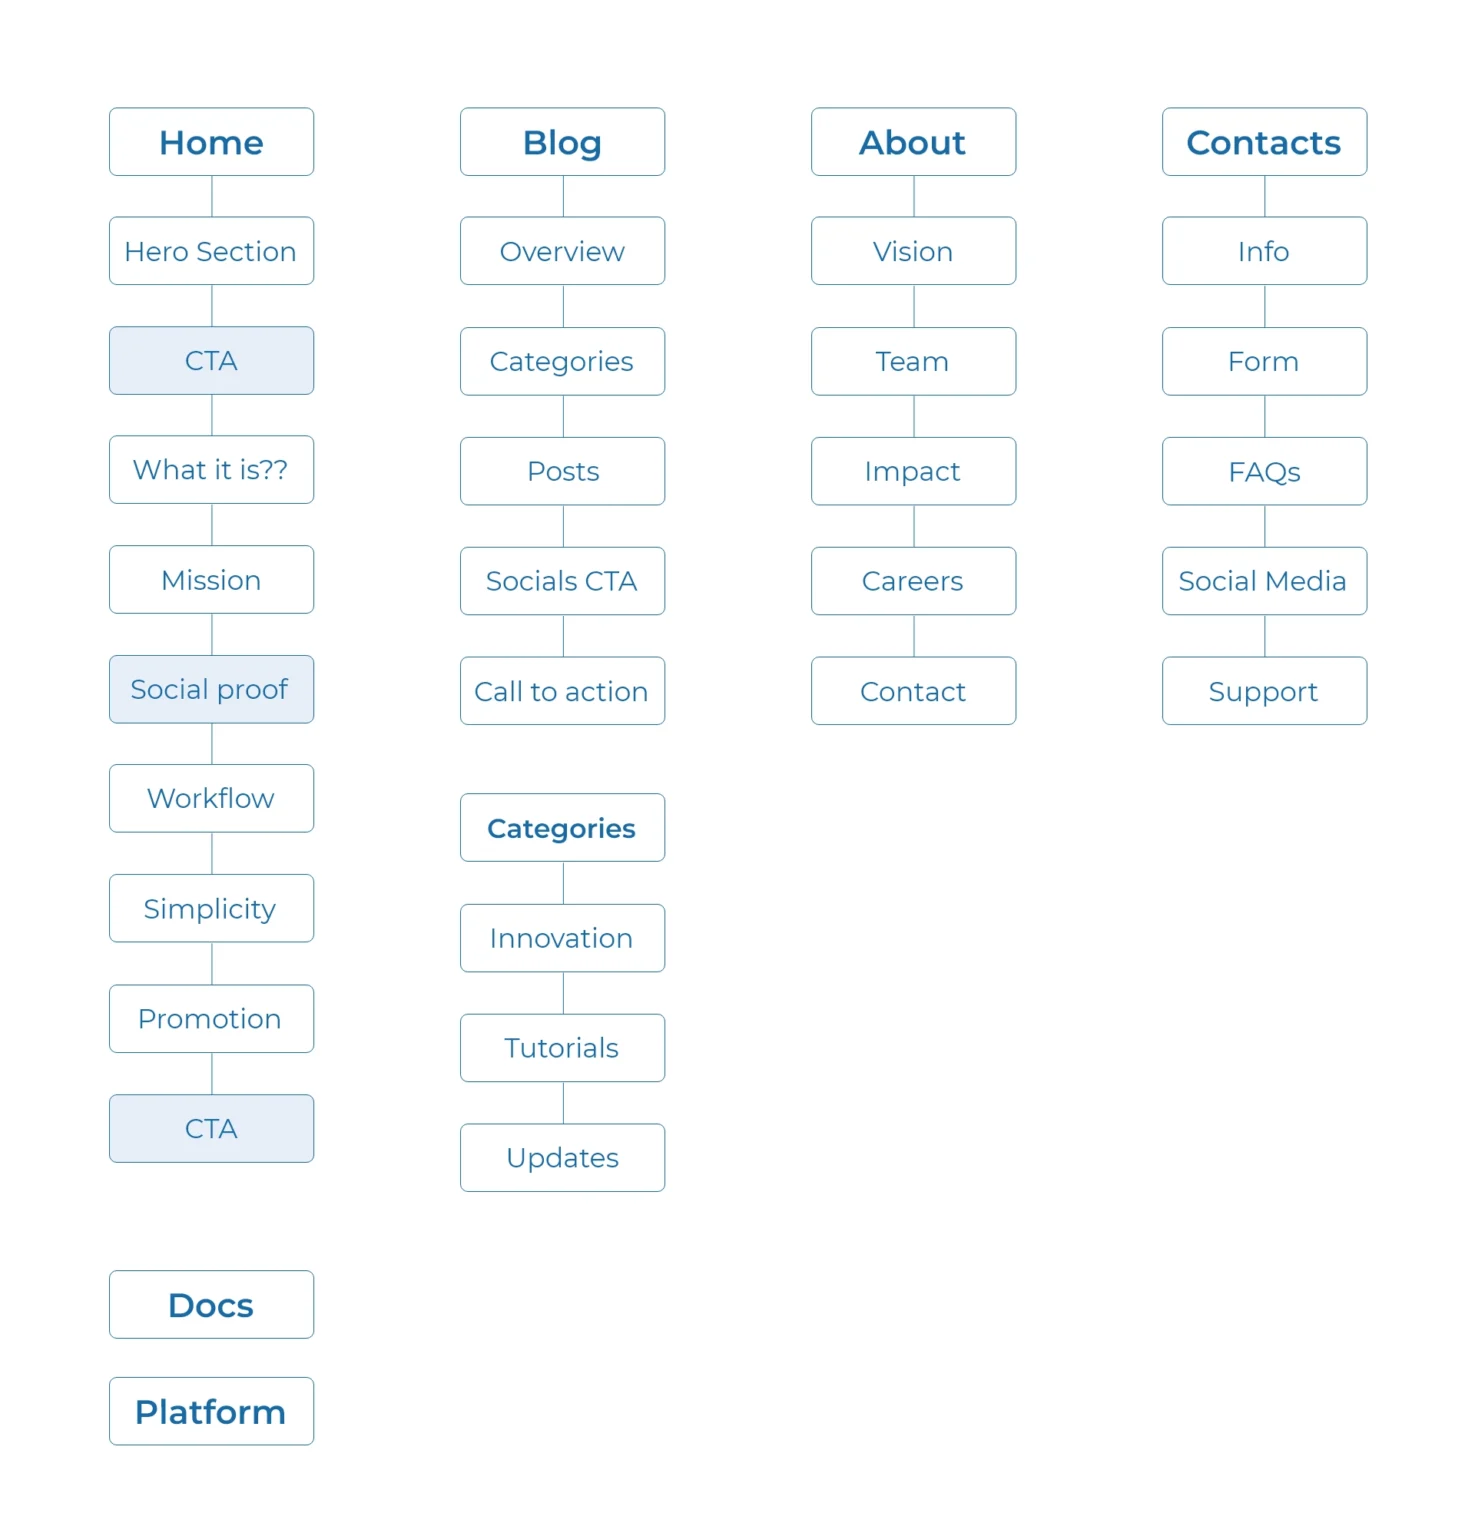 Home
Hero Section
CTA
What it is??
Mission
Social proof
Workflow
Simplicity
Promotion
CTA
Docs
Platform
Blog
Overview
Categories
Posts
Socials CTA
Call to action
Categories
Innovation
Tutorials
Updates
About
Vision
Team
Impact
Careers
Contact
Contacts
Info
Form
FAQs
Social Media
Support